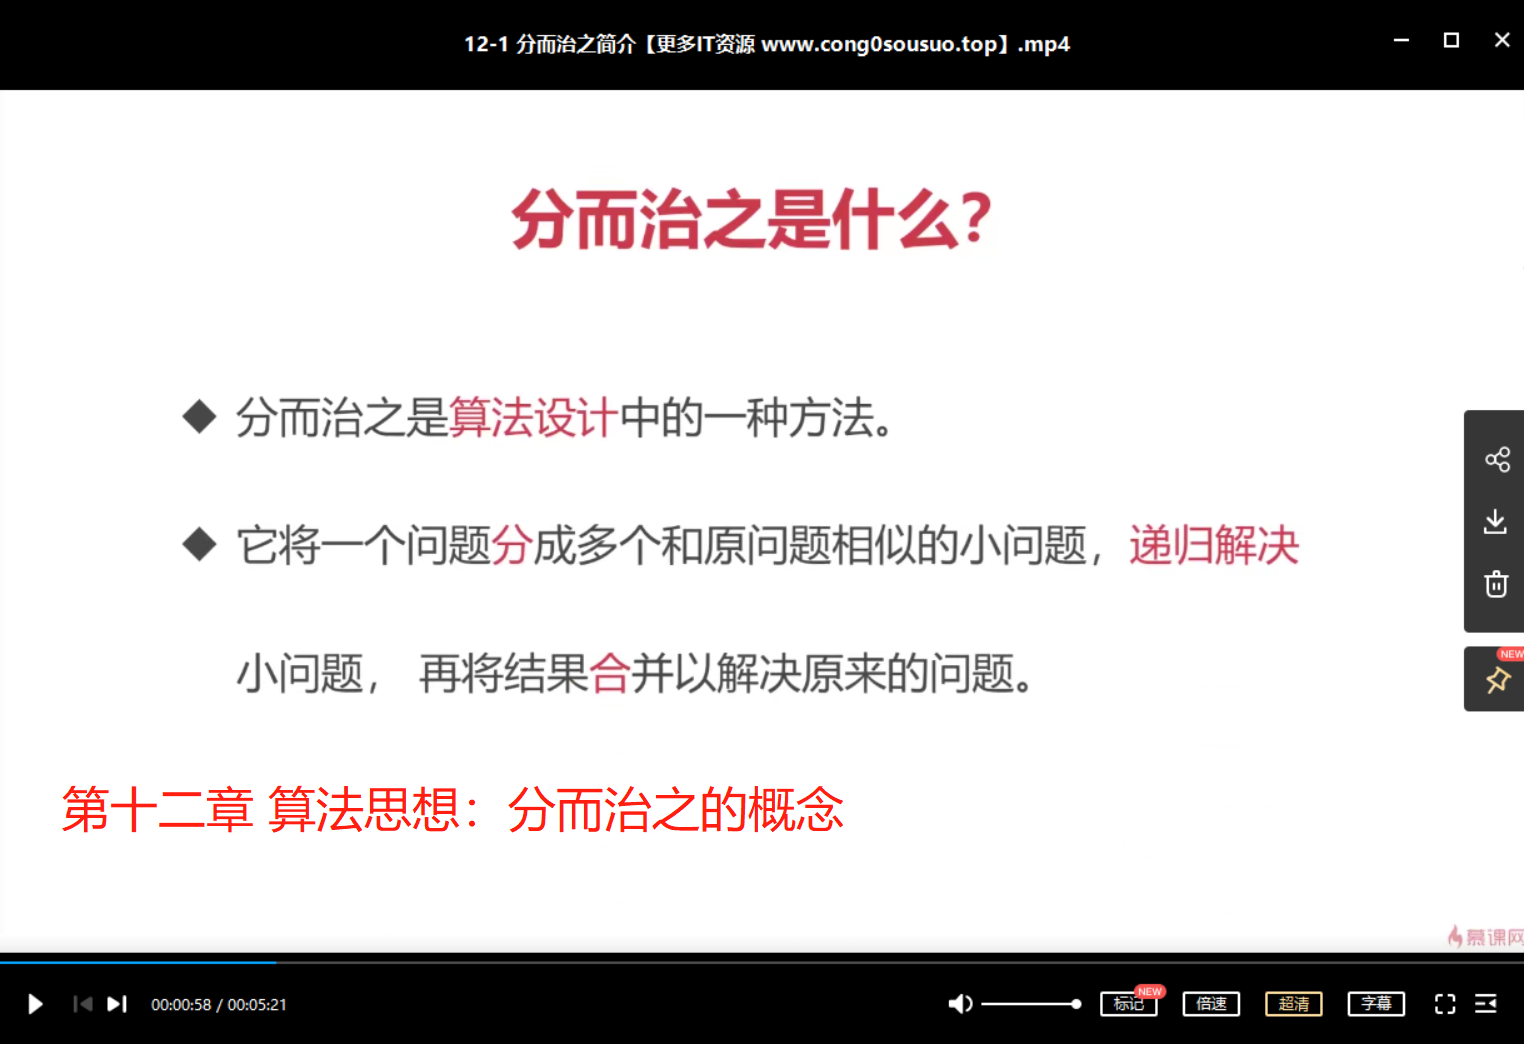 12-1 分而治之简介【更多IT资源 www.cong0sousuo.top】.mp4
分而治之是什么？
◆ 分而治之是算法设计中的一种方法。
◆ 它将一个问题分成多个和原问题相似的小问题，递归解决
小问题， 再将结果合并以解决原来的问题。
NEW
第十二章 算法思想：分而治之的概念
慕课网
00:00:58 / 00:05:21
标记
NEW
倍速
超清
字幕